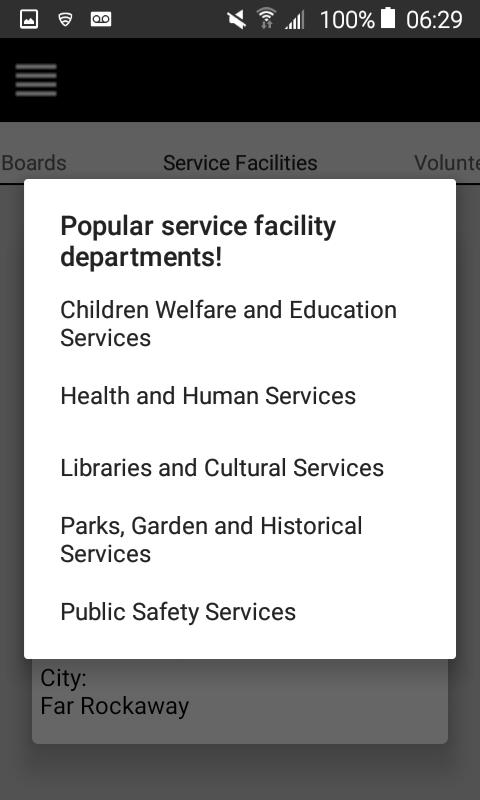 100% 06:29
Boards Service Facilities Volunte
Popular service facility
departments!
Children Welfare and Education
Services
Health and Human Services
Libraries and Cultural Services
Parks, Garden and Historical
Services
Public Safety Services
City:
Far Rockaway